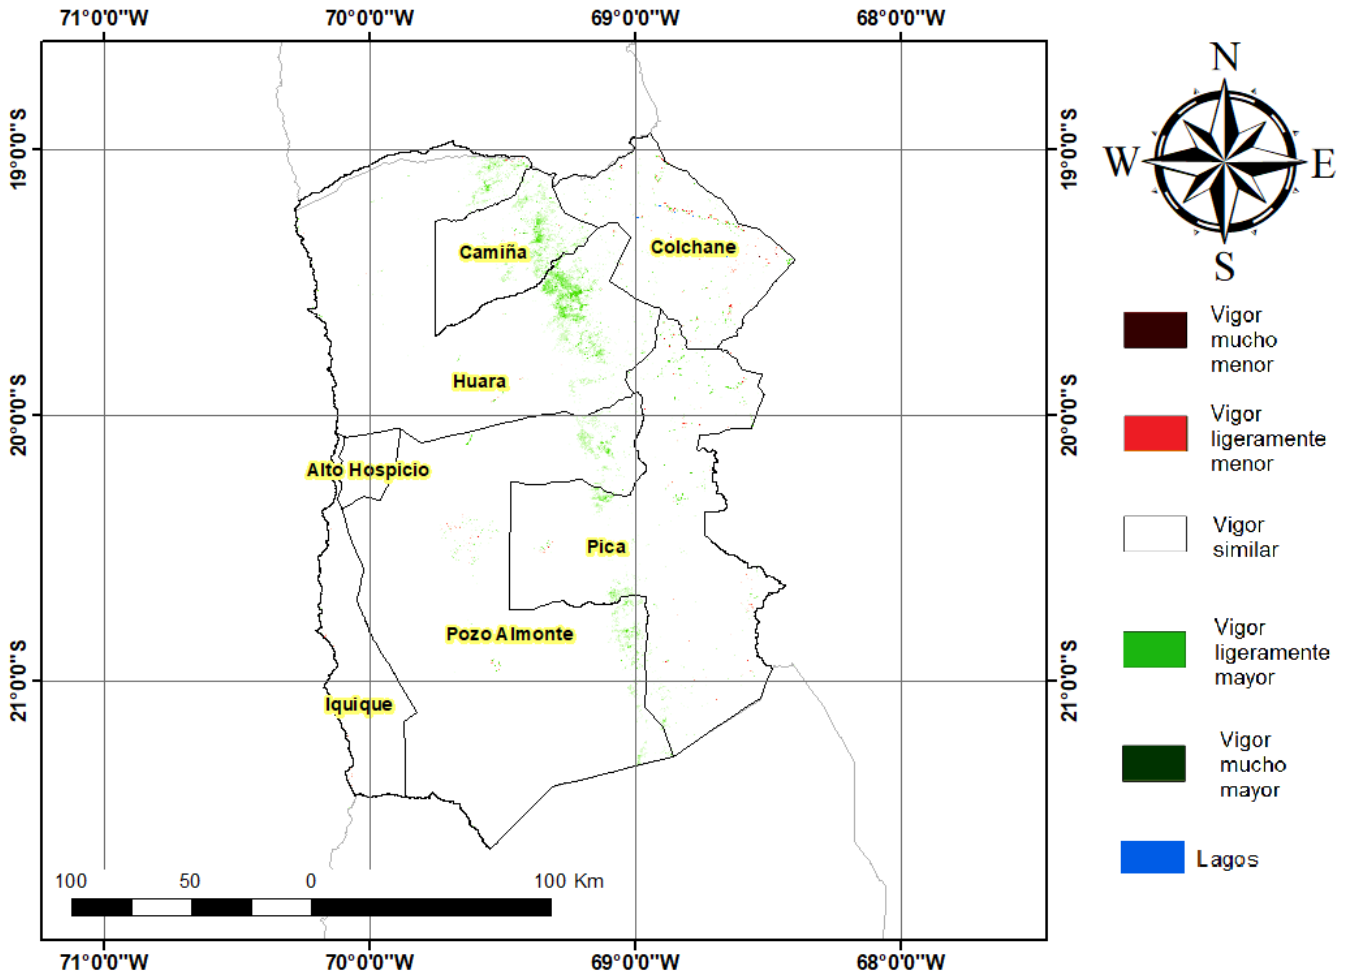 71°0'0"W 70°0'0"W 69°0'0"W 68°0'0"W
N
W E
S
19°0'0"S
19°0'0"S
Camiña
Colchane
Vigor
mucho
menor
Huara
20°0'0"S
20°0'0"S
Vigor
ligeramente
menor
Alto Hospicio
Vigor
similar
Pica
Pozo Almonte
Vigor
ligeramente
mayor
21°0'0"S
21°0'0"S
Iquique
Vigor
mucho
mayor
Lagos
100 50 0 100 Km
71°0'0"W 70°0'0"W 69°0'0"W 68°0'0"W